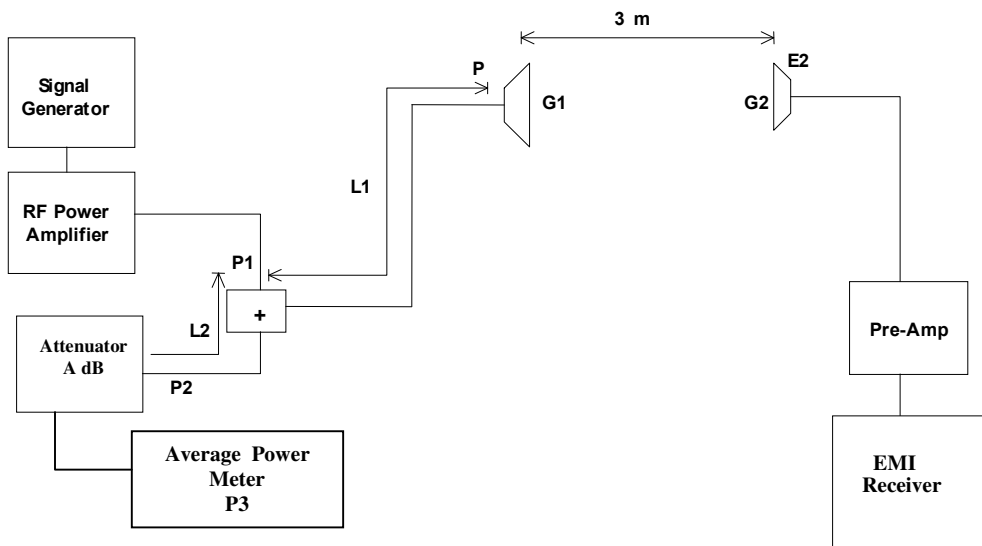 3 m
P
E2
Signal
Generator
G1
G2
L1
RF Power
Amplifier
P1
+
L2
Attenuator
A dB
P2
Pre-Amp
Average Power
Meter
P3
EMI
Receiver